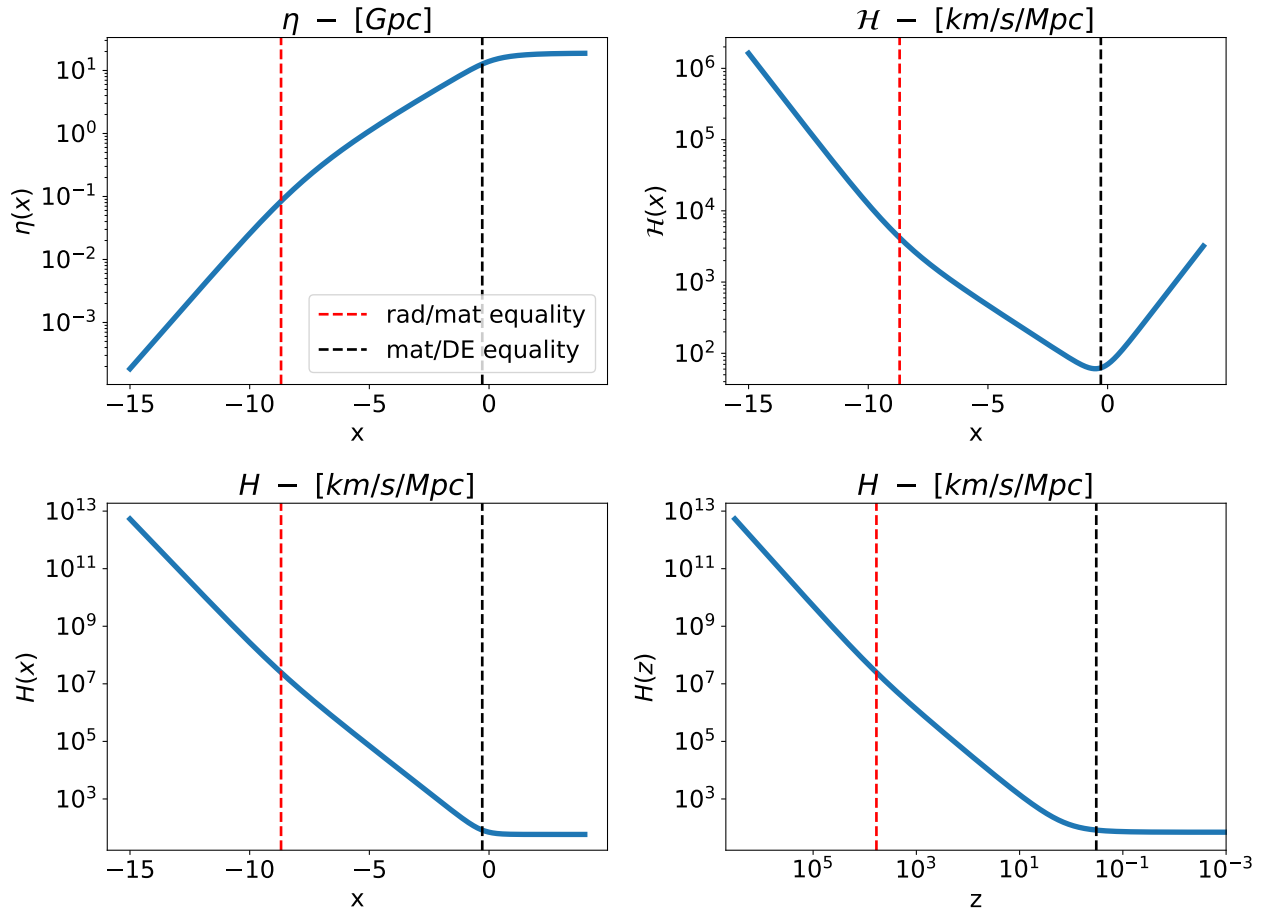 η − [Gpc]
η(x)
10¹
10⁰
10⁻¹
10⁻²
10⁻³
rad/mat equality
mat/DE equality
−15 −10 −5 0
x
ℋ − [km/s/Mpc]
ℋ(x)
10⁶
10⁵
10⁴
10³
10²
−15 −10 −5 0
x
H − [km/s/Mpc]
H(x)
10¹³
10¹¹
10⁹
10⁷
10⁵
10³
−15 −10 −5 0
x
H − [km/s/Mpc]
H(z)
10¹³
10¹¹
10⁹
10⁷
10⁵
10³
10⁵ 10³ 10¹ 10⁻¹ 10⁻³
z